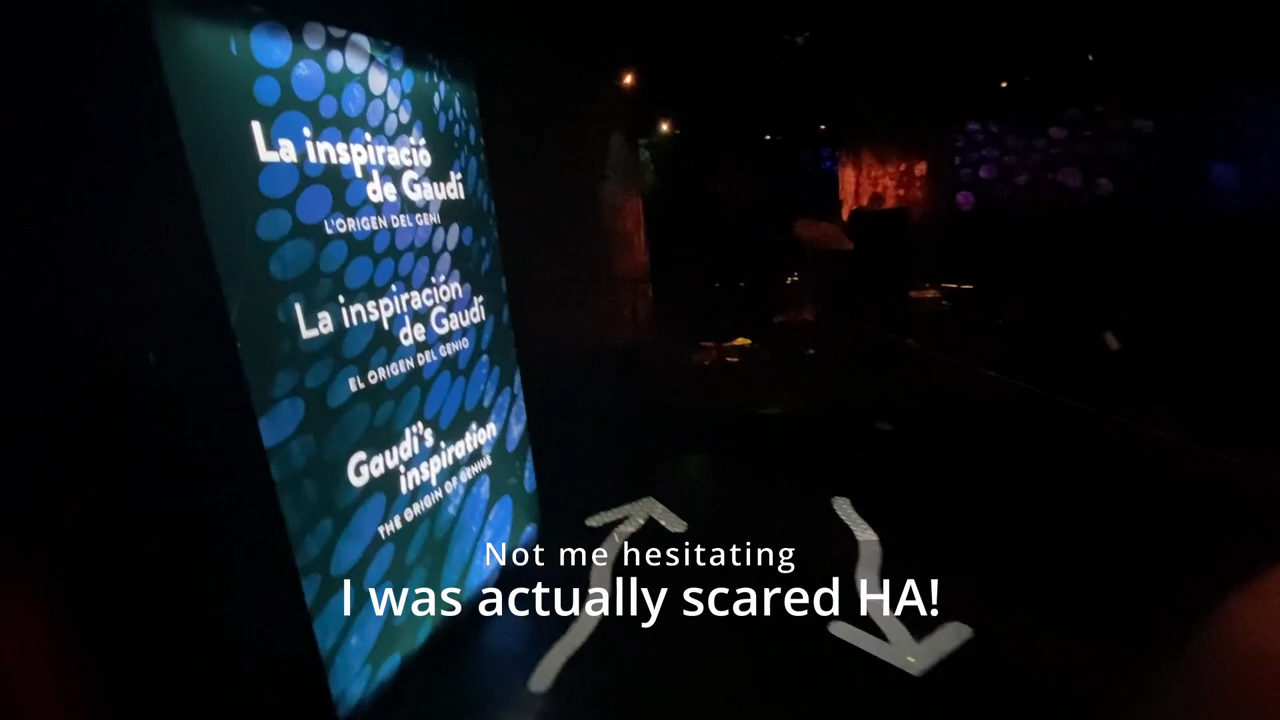 La inspiració
de Gaudí
L'ORIGEN DEL GENI
La inspiración
de Gaudí
EL ORIGEN DEL GENIO
Gaudí's
inspiration
THE ORIGIN OF GENIUS
Not me hesitating
I was actually scared HA!